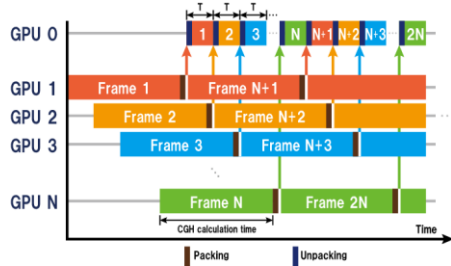 T T T
GPU 0 1 2 3 N N+1 N+2 N+3 2N
GPU 1 Frame 1 Frame N+1
GPU 2 Frame 2 Frame N+2
GPU 3 Frame 3 Frame N+3
GPU N Frame N Frame 2N
CGH calculation time Time
Packing Unpacking